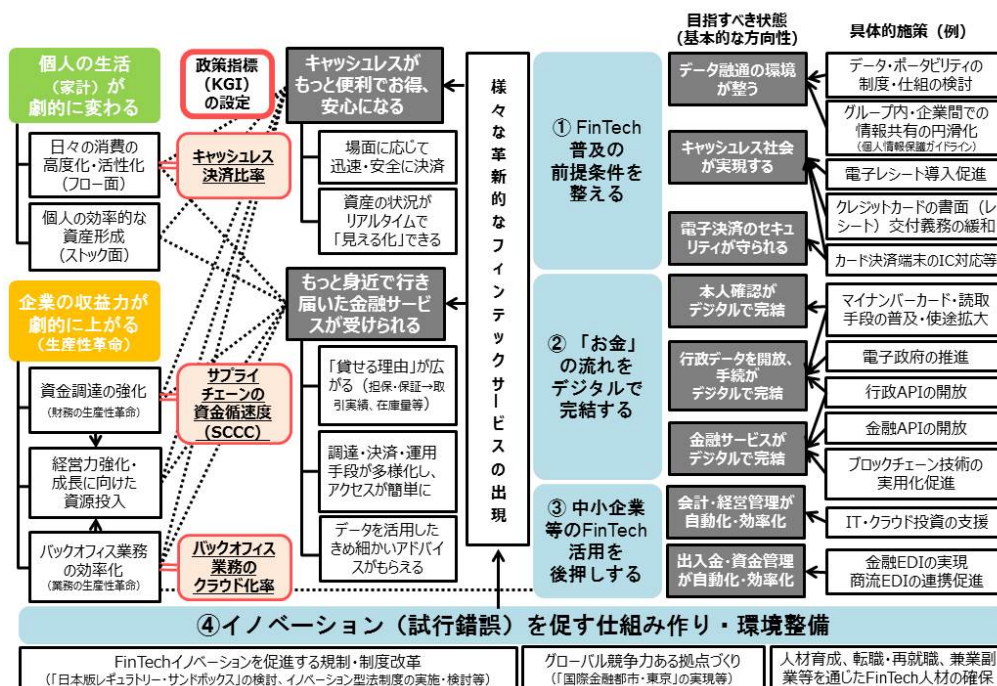 個人の生活
（家計）が
劇的に変わる
日々の消費の
高度化・活性化
(フロー面)
個人の効率的な
資産形成
(ストック面)
企業の収益力が
劇的に上がる
(生産性革命)
資金調達の強化
(財務の生産性革命)
経営力強化・
成長に向けた
資源投入
バックオフィス業務
の効率化
(業務の生産性革命)
政策指標
(KGI)
の設定
キャッシュレス
決済比率
サプライ
チェーンの
資金循速度
(SCCC)
バックオフィス
業務の
クラウド化率
キャッシュレスが
もっと便利でお得、
安心になる
場面に応じて
迅速・安全に決済
資産の状況が
リアルタイムで
「見える化」できる
もっと身近で行き
届いた金融サービ
スが受けられる
「貸せる理由」が広
がる（担保・保証→取
引実績、在庫量等）
調達・決済・運用
手段が多様化し、
アクセスが簡単に
データを活用した
きめ細かいアドバイ
スがもらえる
様々な革新的なフィンテックサービスの出現
① FinTech
普及の
前提条件を
整える
② 「お金」
の流れを
デジタルで
完結する
③ 中小企業
等のFinTech
活用を
後押しする
目指すべき状態
(基本的な方向性)
データ融通の環境
が整う
キャッシュレス社会
が実現する
電子決済のセキュ
リティが守られる
本人確認が
デジタルで完結
行政データを開放、
手続が
デジタルで完結
金融サービスが
デジタルで完結
会計・経営管理が
自動化・効率化
出入金・資金管理
が自動化・効率化
具体的施策（例）
データ・ポータビリティの
制度・仕組の検討
グループ内・企業間での
情報共有の円滑化
(個人情報保護ガイドライン)
電子レシート導入促進
クレジットカードの書面（レ
シート）交付義務の緩和
カード決済端末のIC対応等
マイナンバーカード・読取
手段の普及・使途拡大
電子政府の推進
行政APIの開放
金融APIの開放
ブロックチェーン技術の
実用化促進
IT・クラウド投資の支援
金融EDIの実現
商流EDIの連携促進
④イノベーション（試行錯誤）を促す仕組み作り・環境整備
FinTechイノベーションを促進する規制・制度改革
(「日本版レギュラトリー・サンドボックス」の検討、イノベーション型法制度の実施・検討等)
グローバル競争力ある拠点づくり
(「国際金融都市・東京」の実現等)
人材育成、転職・再就職、兼業副
業等を通じたFinTech人材の確保